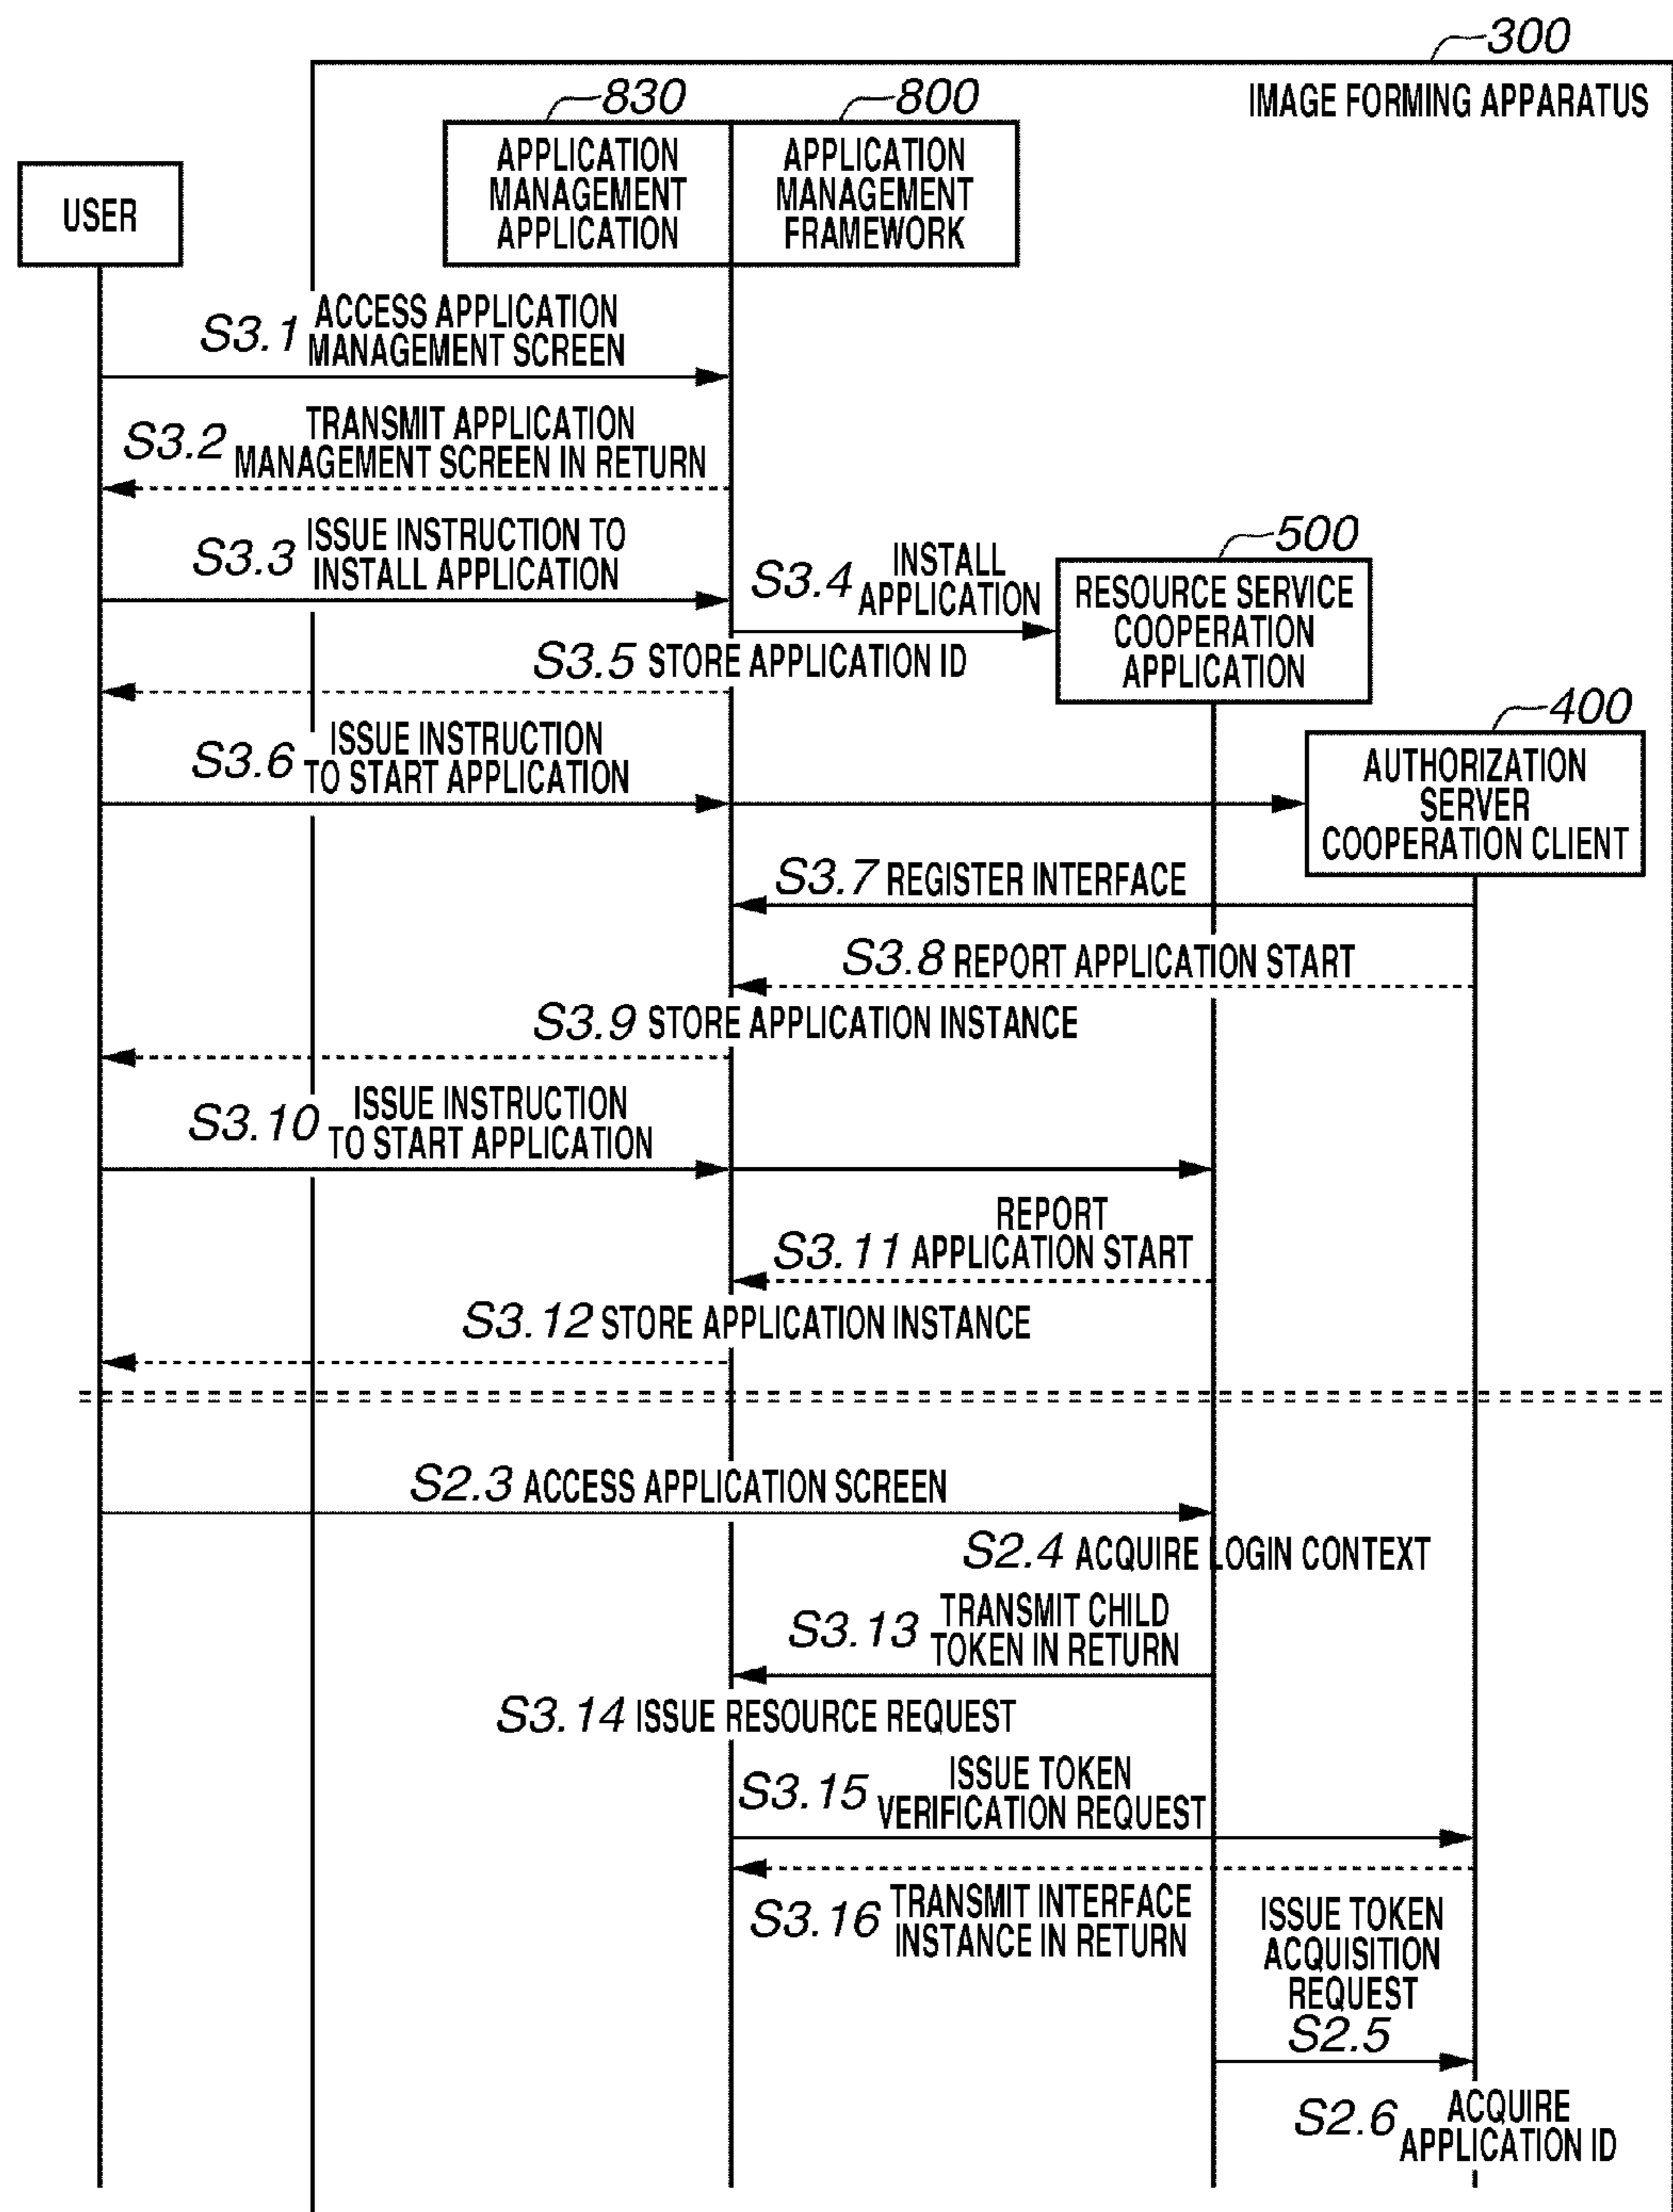 300
IMAGE FORMING APPARATUS
830
800
APPLICATION
MANAGEMENT
APPLICATION
APPLICATION
MANAGEMENT
FRAMEWORK
USER
S3.1 ACCESS APPLICATION
MANAGEMENT SCREEN
S3.2 TRANSMIT APPLICATION
MANAGEMENT SCREEN IN RETURN
S3.3 ISSUE INSTRUCTION TO
INSTALL APPLICATION
S3.4 INSTALL
APPLICATION
500
RESOURCE SERVICE
COOPERATION
APPLICATION
S3.5 STORE APPLICATION ID
400
AUTHORIZATION
SERVER
COOPERATION CLIENT
S3.6 ISSUE INSTRUCTION
TO START APPLICATION
S3.7 REGISTER INTERFACE
S3.8 REPORT APPLICATION START
S3.9 STORE APPLICATION INSTANCE
S3.10 ISSUE INSTRUCTION
TO START APPLICATION
REPORT
S3.11 APPLICATION START
S3.12 STORE APPLICATION INSTANCE
S2.3 ACCESS APPLICATION SCREEN
S2.4 ACQUIRE LOGIN CONTEXT
S3.13 TRANSMIT CHILD
TOKEN IN RETURN
S3.14 ISSUE RESOURCE REQUEST
S3.15 ISSUE TOKEN
VERIFICATION REQUEST
S3.16 TRANSMIT INTERFACE
INSTANCE IN RETURN
ISSUE TOKEN
ACQUISITION
REQUEST
S2.5
S2.6 ACQUIRE
APPLICATION ID